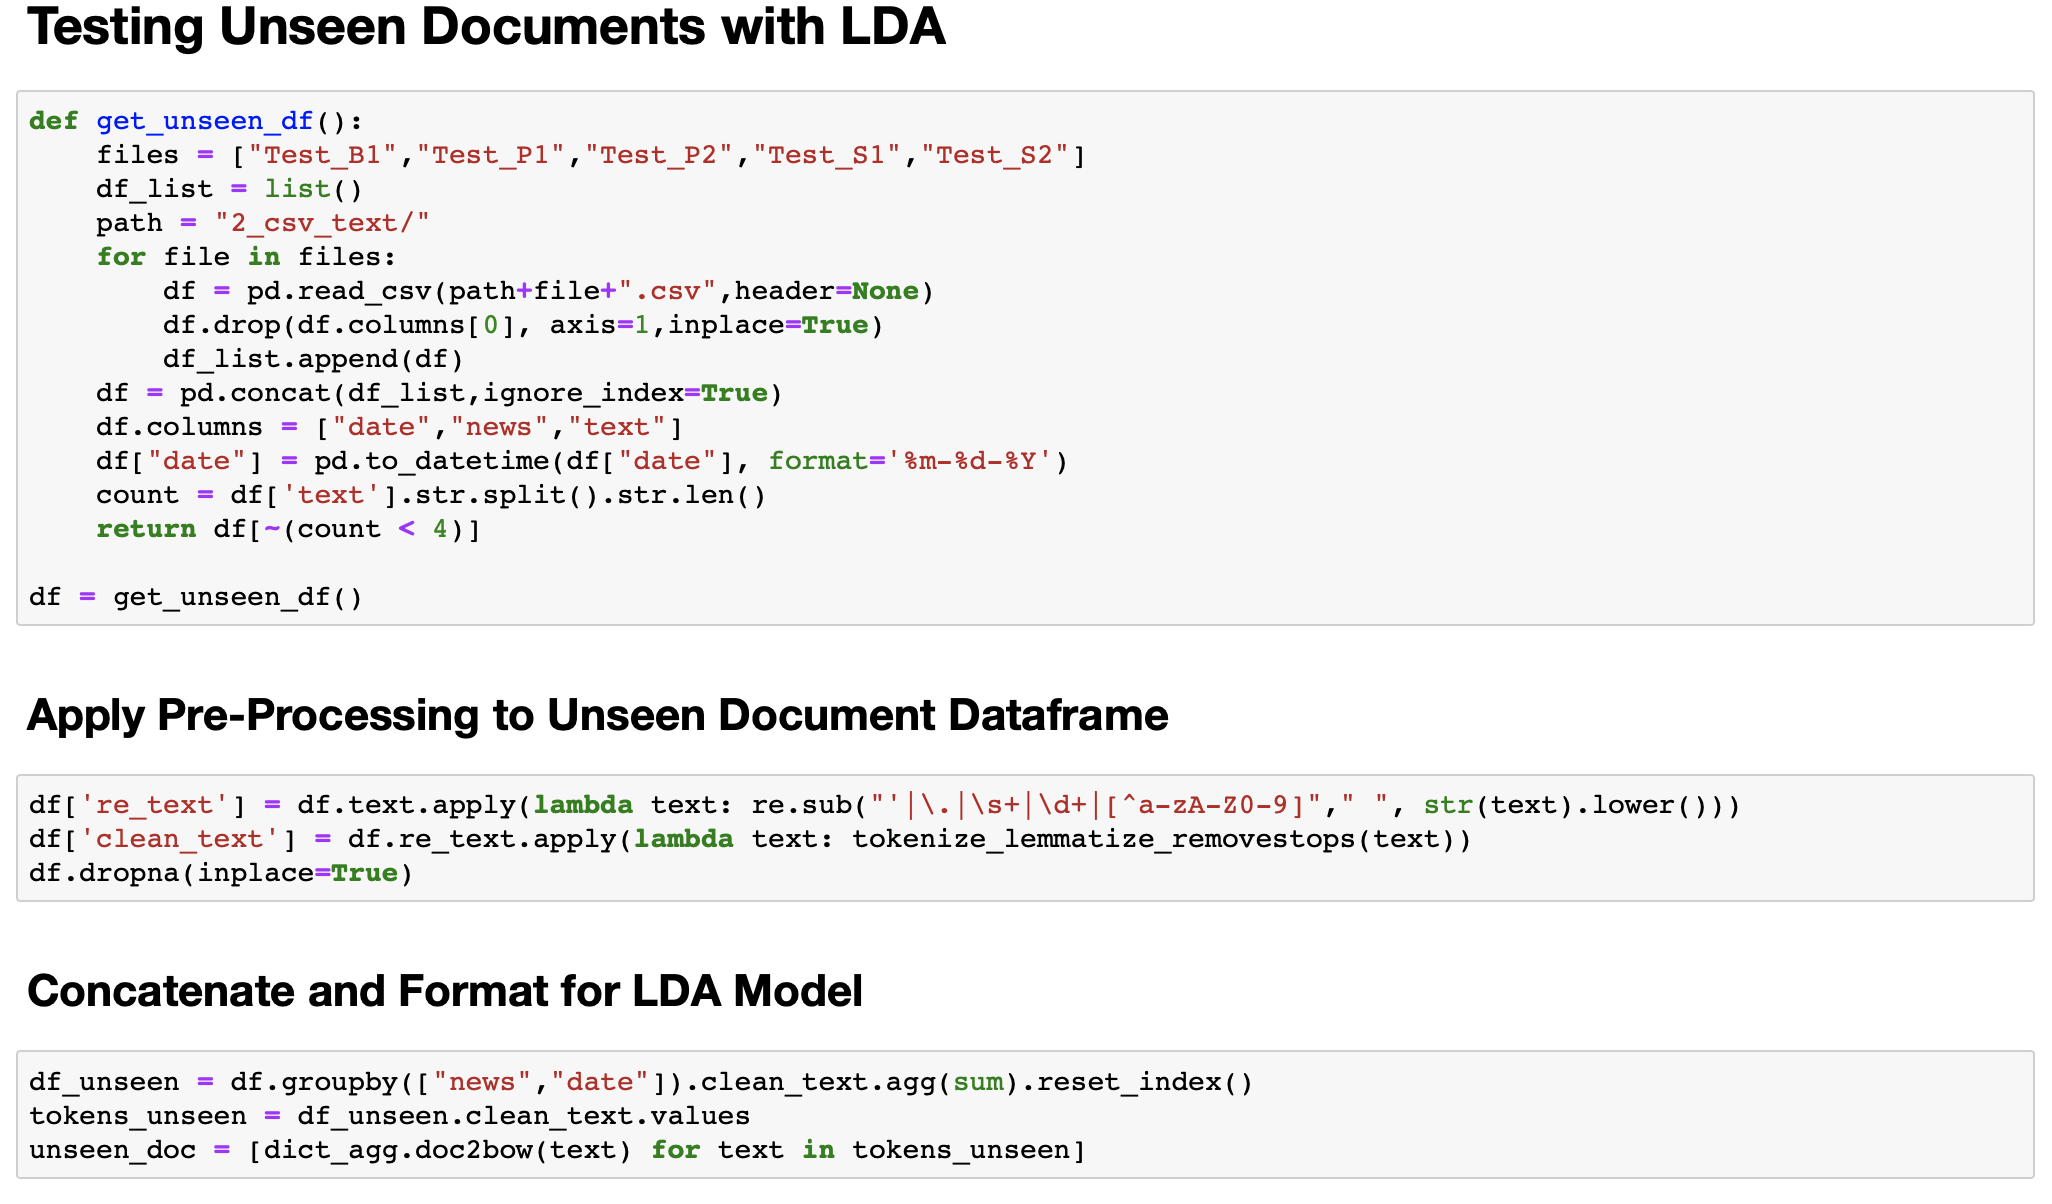 Testing Unseen Documents with LDA
def get_unseen_df():
    files = ["Test_B1","Test_P1","Test_P2","Test_S1","Test_S2"]
    df_list = list()
    path = "2_csv_text/"
    for file in files:
        df = pd.read_csv(path+file+".csv",header=None)
        df.drop(df.columns[0], axis=1,inplace=True)
        df_list.append(df)
    df = pd.concat(df_list,ignore_index=True)
    df.columns = ["date","news","text"]
    df["date"] = pd.to_datetime(df["date"], format='%m-%d-%Y')
    count = df['text'].str.split().str.len()
    return df[~(count < 4)]
df = get_unseen_df()
Apply Pre-Processing to Unseen Document Dataframe
df['re_text'] = df.text.apply(lambda text: re.sub("'|\.|\s+|\d+|[^a-zA-Z0-9]"," ", str(text).lower()))
df['clean_text'] = df.re_text.apply(lambda text: tokenize_lemmatize_removestops(text))
df.dropna(inplace=True)
Concatenate and Format for LDA Model
df_unseen = df.groupby(["news","date"]).clean_text.agg(sum).reset_index()
tokens_unseen = df_unseen.clean_text.values
unseen_doc = [dict_agg.doc2bow(text) for text in tokens_unseen]